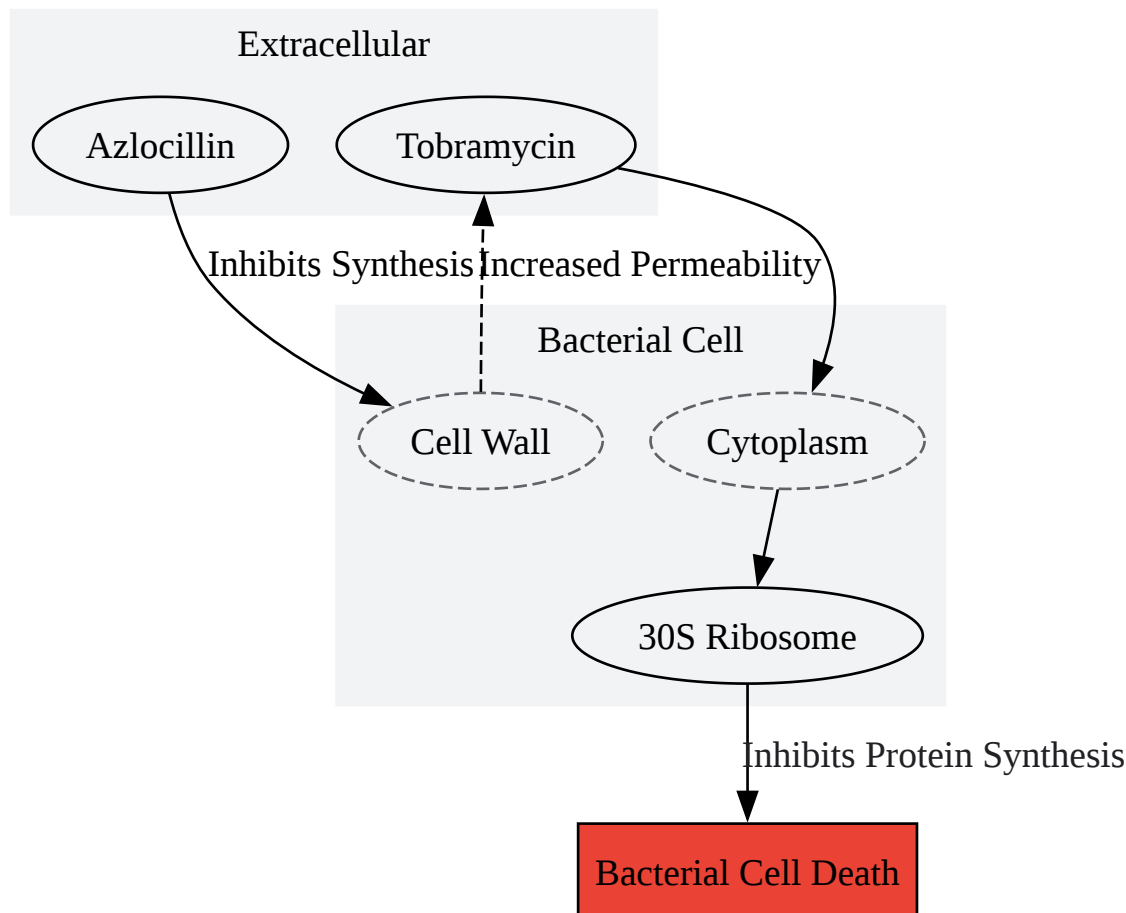 Extracellular
Azlocillin
Tobramycin
Inhibits Synthesis
Increased Permeability
Bacterial Cell
Cell Wall
Cytoplasm
30S Ribosome
Inhibits Protein Synthesis
Bacterial Cell Death